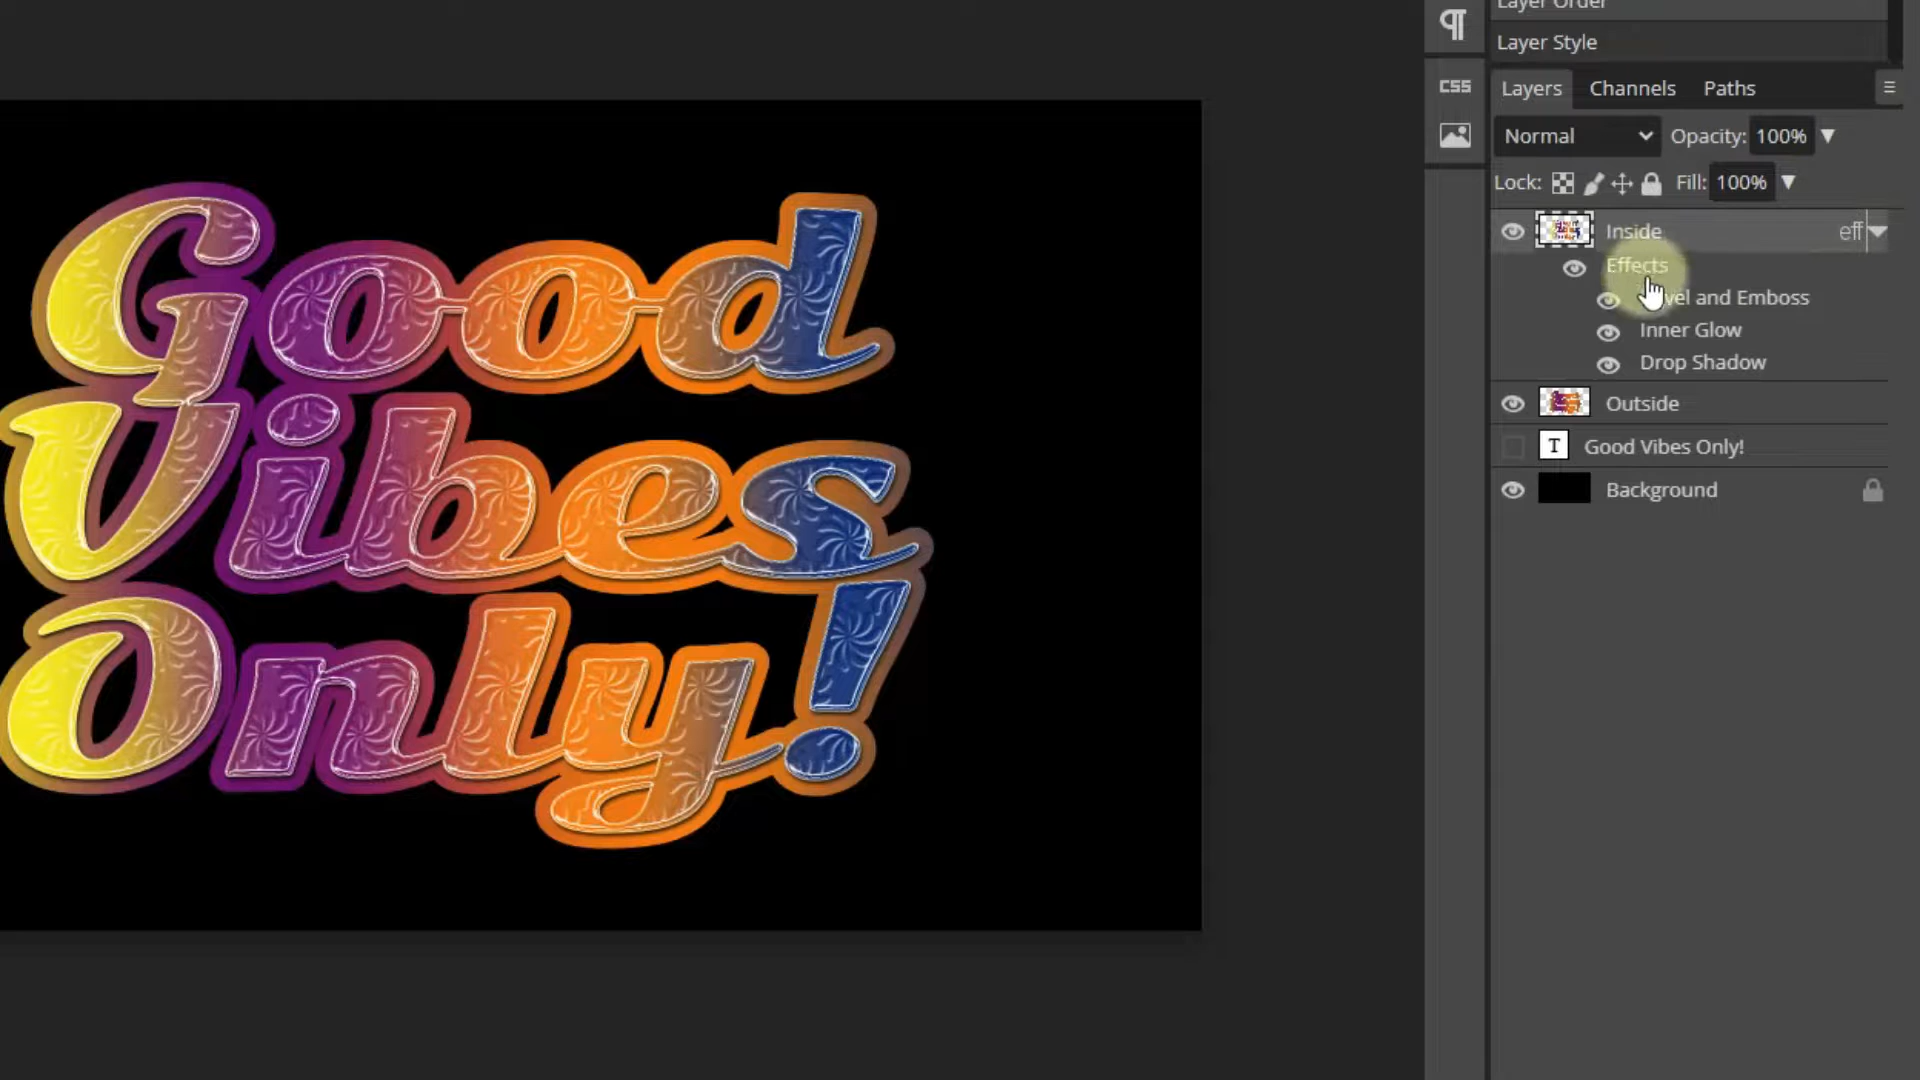 Layer Order
Layer Style
¶
CSS
Layers Channels Paths
Normal Opacity: 100%
Lock: Fill: 100%
Inside eff
Effects
and Emboss
Inner Glow
Drop Shadow
Outside
T Good Vibes Only!
Background
Good
Vibes
Only!